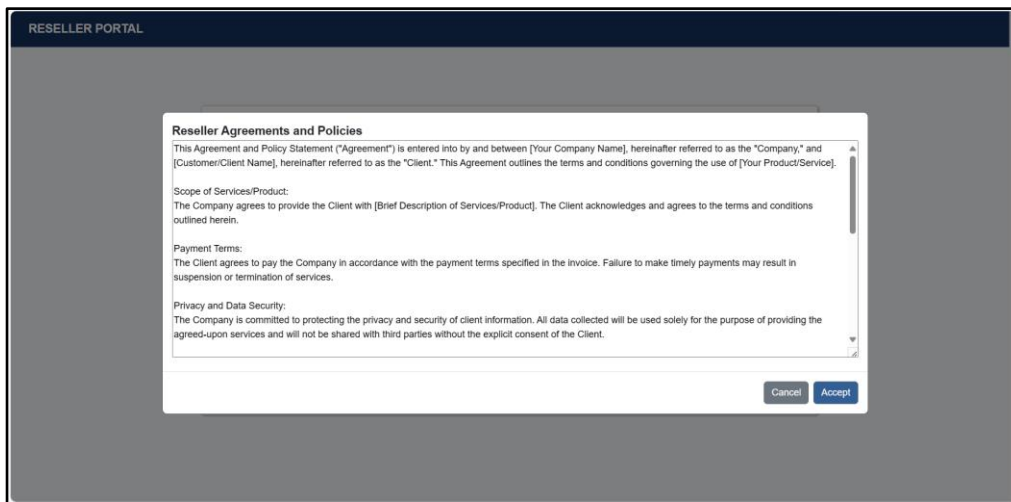 RESELLER PORTAL
Reseller Agreements and Policies
This Agreement and Policy Statement ("Agreement") is entered into by and between [Your Company Name], hereinafter referred to as the "Company," and
[Customer/Client Name], hereinafter referred to as the "Client." This Agreement outlines the terms and conditions governing the use of [Your Product/Service].
Scope of Services/Product:
The Company agrees to provide the Client with [Brief Description of Services/Product]. The Client acknowledges and agrees to the terms and conditions
outlined herein.
Payment Terms:
The Client agrees to pay the Company in accordance with the payment terms specified in the invoice. Failure to make timely payments may result in
suspension or termination of services.
Privacy and Data Security:
The Company is committed to protecting the privacy and security of client information. All data collected will be used solely for the purpose of providing the
agreed-upon services and will not be shared with third parties without the explicit consent of the Client.
Cancel Accept